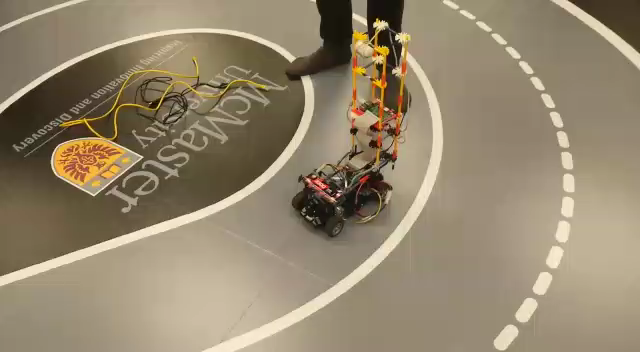 McMaster
University
Inspiring Innovation and Discovery